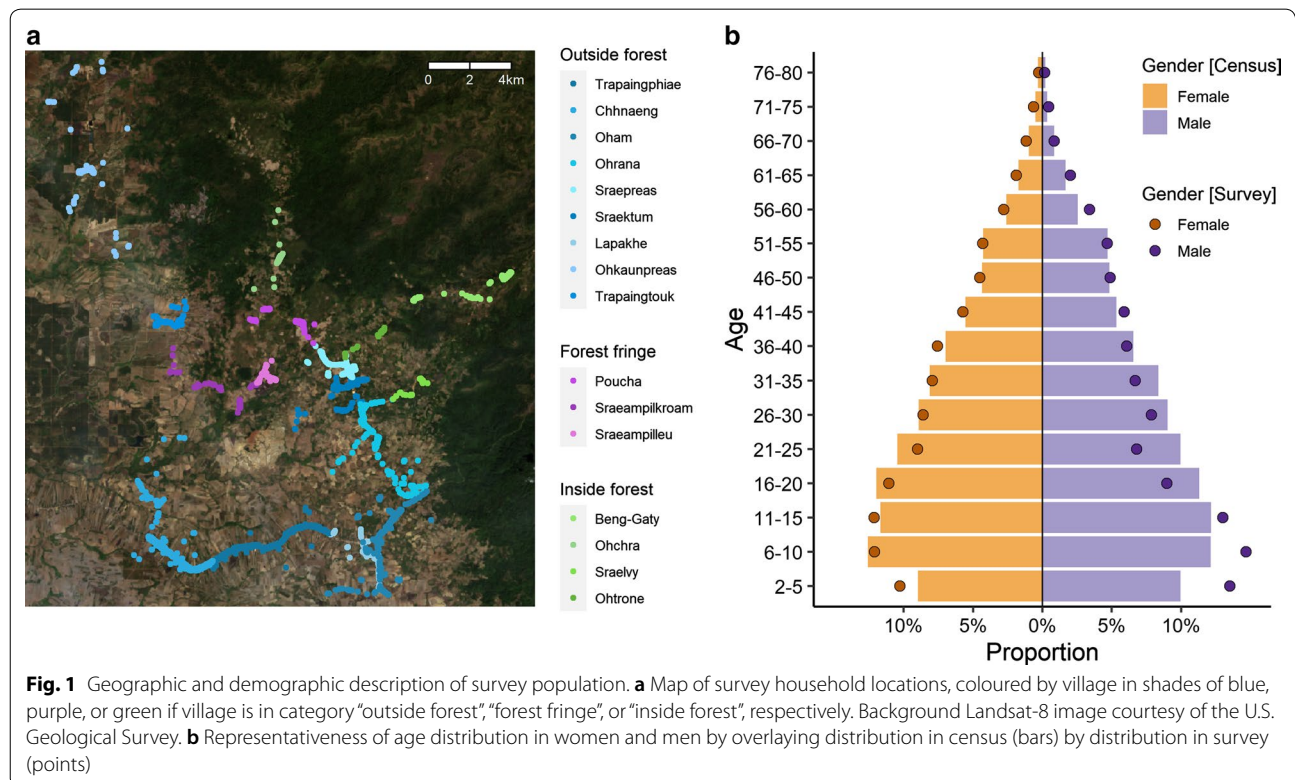 a
0 2 4km
Outside forest
Trapaingphiae
Chhnaeng
Oham
Ohrana
Sraepreas
Sraektum
Lapakhe
Ohkaunpreas
Trapaingtouk
Forest fringe
Poucha
Sraeampilkroam
Sraeampilleu
Inside forest
Beng-Gaty
Ohchra
Sraelvy
Ohtrone
b
Age
76-80
71-75
66-70
61-65
56-60
51-55
46-50
41-45
36-40
31-35
26-30
21-25
16-20
11-15
6-10
2-5
10% 5% 0% 5% 10%
Proportion
Gender [Census]
Female
Male
Gender [Survey]
Female
Male
Fig. 1 Geographic and demographic description of survey population. a Map of survey household locations, coloured by village in shades of blue,
purple, or green if village is in category “outside forest”, “forest fringe”, or “inside forest”, respectively. Background Landsat-8 image courtesy of the U.S.
Geological Survey. b Representativeness of age distribution in women and men by overlaying distribution in census (bars) by distribution in survey
(points)